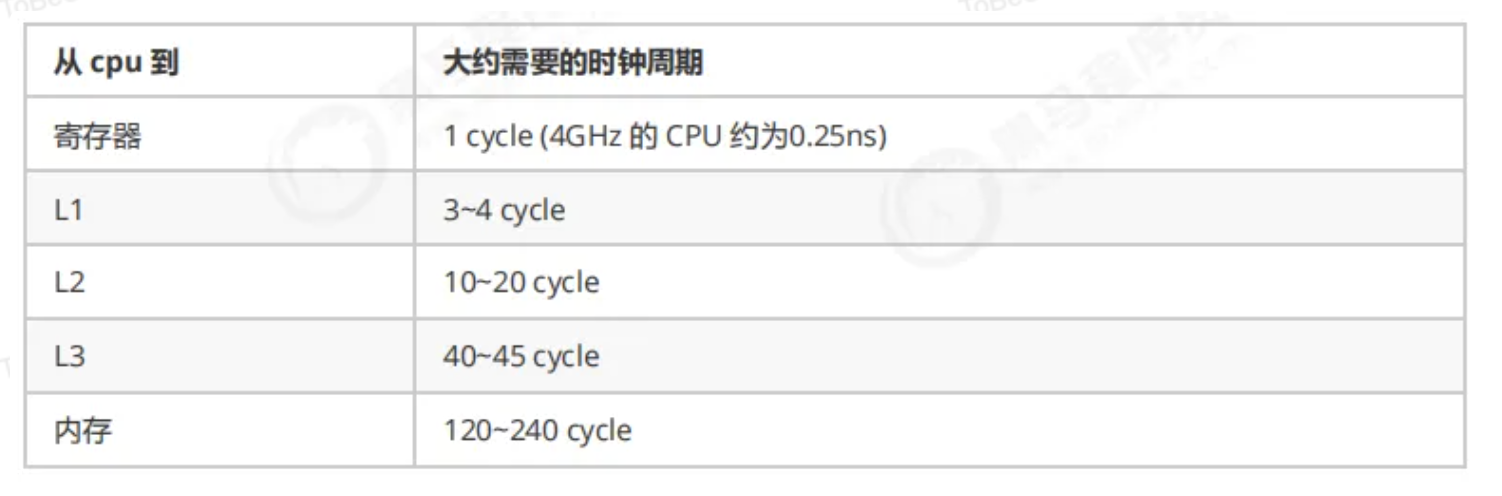 从 cpu 到 大约需要的时钟周期
寄存器 1 cycle (4GHz 的 CPU 约为0.25ns)
L1 3~4 cycle
L2 10~20 cycle
L3 40~45 cycle
内存 120~240 cycle